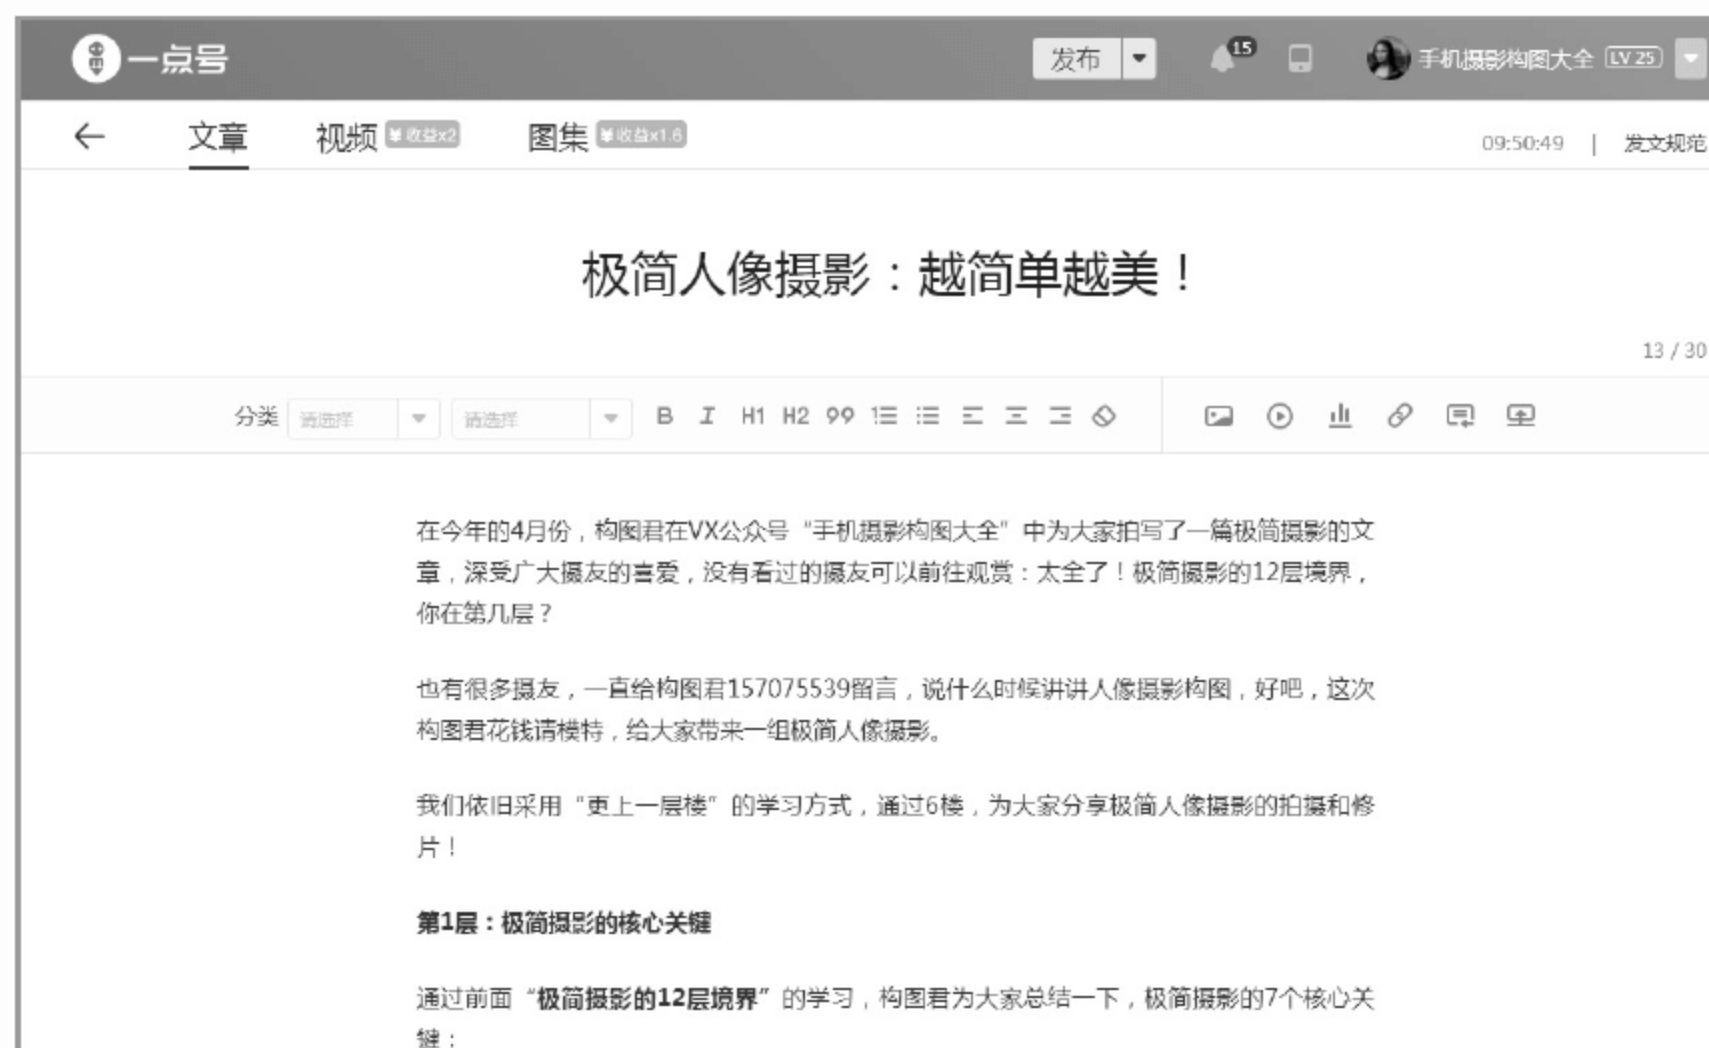 一点号 发布 15 手机摄影构图大全 LV 25
文章 视频 ¥收益x2 图集 ¥收益x1.6 09:50:49 | 发文规范
极简人像摄影：越简单越美！
13 / 30
分类 请选择 请选择 B I H1 H2
在今年的4月份，构图君在VX公众号“手机摄影构图大全”中为大家拍写了一篇极简摄影的文
章，深受广大摄友的喜爱，没有看过的摄友可以前往观赏：太全了！极简摄影的12层境界，
你在第几层？
也有很多摄友，一直给构图君157075539留言，说什么时候讲讲人像摄影构图，好吧，这次
构图君花钱请模特，给大家带来一组极简人像摄影。
我们依旧采用“更上一层楼”的学习方式，通过6楼，为大家分享极简人像摄影的拍摄和修
片！
第1层：极简摄影的核心关键
通过前面“极简摄影的12层境界”的学习，构图君为大家总结一下，极简摄影的7个核心关
键：